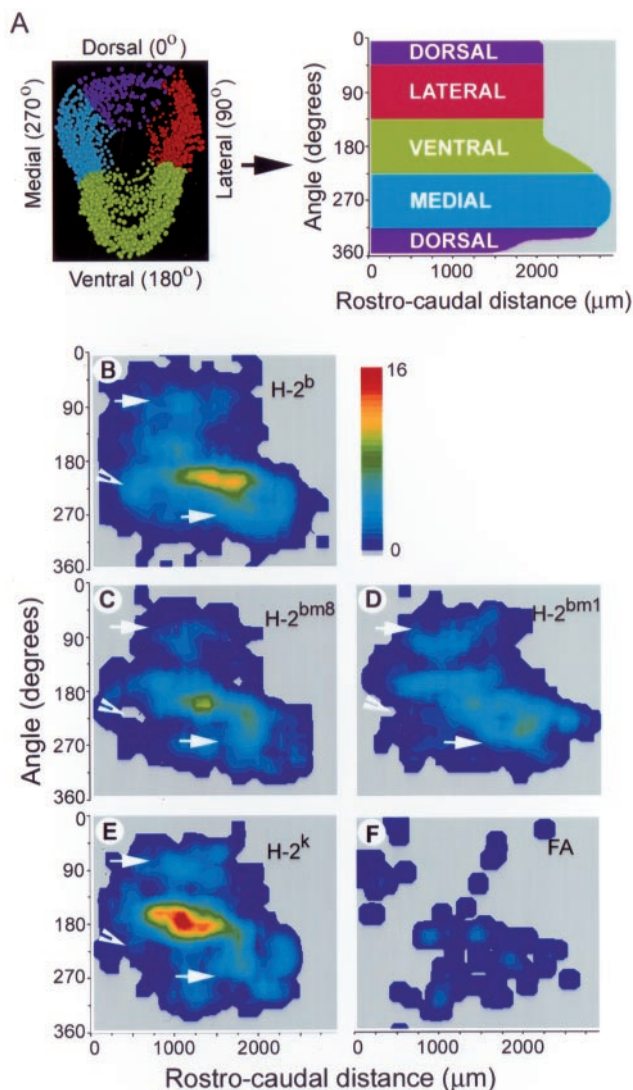 A
Dorsal (0°)
Medial (270°)
Lateral (90°)
Ventral (180°)
Angle (degrees)
0
90
180
270
360
DORSAL
LATERAL
VENTRAL
MEDIAL
DORSAL
0
1000
2000
Rostro-caudal distance (μm)
B
H-2ᵇ
0
90
180
270
360
16
0
C
H-2ᵇᵐ⁸
0
90
180
270
360
D
H-2ᵇᵐ¹
Angle (degrees)
E
H-2ᵏ
0
90
180
270
360
0
1000
2000
F
FA
0
1000
2000
Rostro-caudal distance (μm)